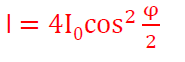 I = 4I₀cos² φ/2